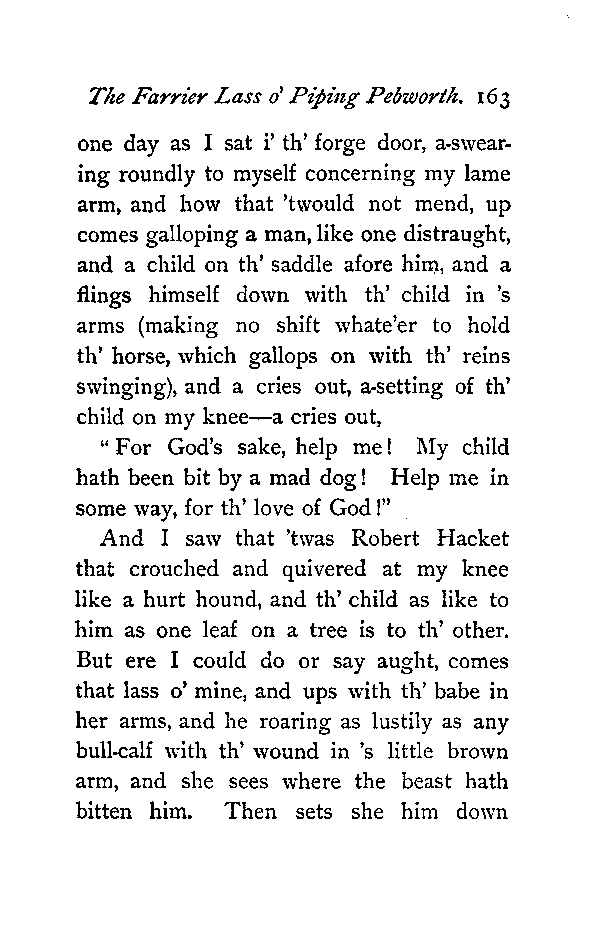 The Farrier Lass o' Piping Pebworth. 163
one day as I sat i' th' forge door, a-swear-
ing roundly to myself concerning my lame
arm, and how that 'twould not mend, up
comes galloping a man, like one distraught,
and a child on th' saddle afore him, and a
flings himself down with th' child in 's
arms (making no shift whate'er to hold
th' horse, which gallops on with th' reins
swinging), and a cries out, a-setting of th'
child on my knee—a cries out,
"For God's sake, help me! My child
hath been bit by a mad dog! Help me in
some way, for th' love of God!"
And I saw that 'twas Robert Hacket
that crouched and quivered at my knee
like a hurt hound, and th' child as like to
him as one leaf on a tree is to th' other.
But ere I could do or say aught, comes
that lass o' mine, and ups with th' babe in
her arms, and he roaring as lustily as any
bull-calf with th' wound in 's little brown
arm, and she sees where the beast hath
bitten him. Then sets she him down